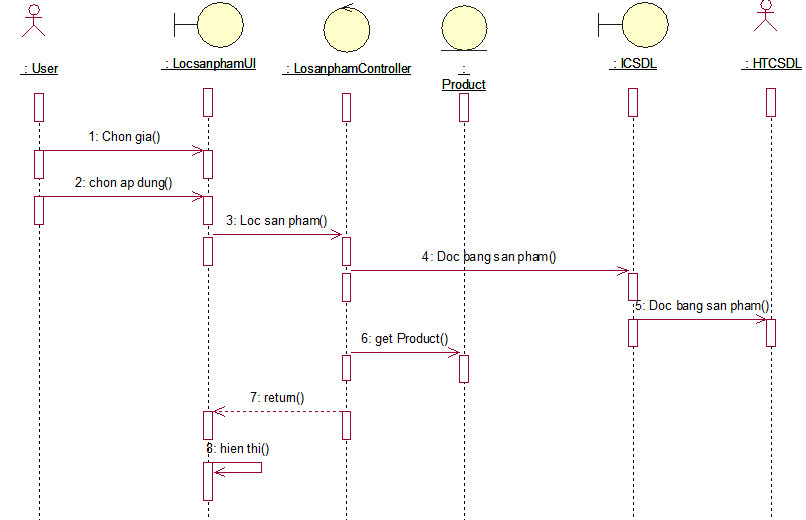 : User
: LocsanphamUI
: LosanphamController
:
Product
: ICSDL
: HTCSDL
1: Chon gia()
2: chon ap dung()
3: Loc san pham()
4: Doc bang san pham()
5: Doc bang san pham()
6: get Product()
7: return()
8: hien thi()